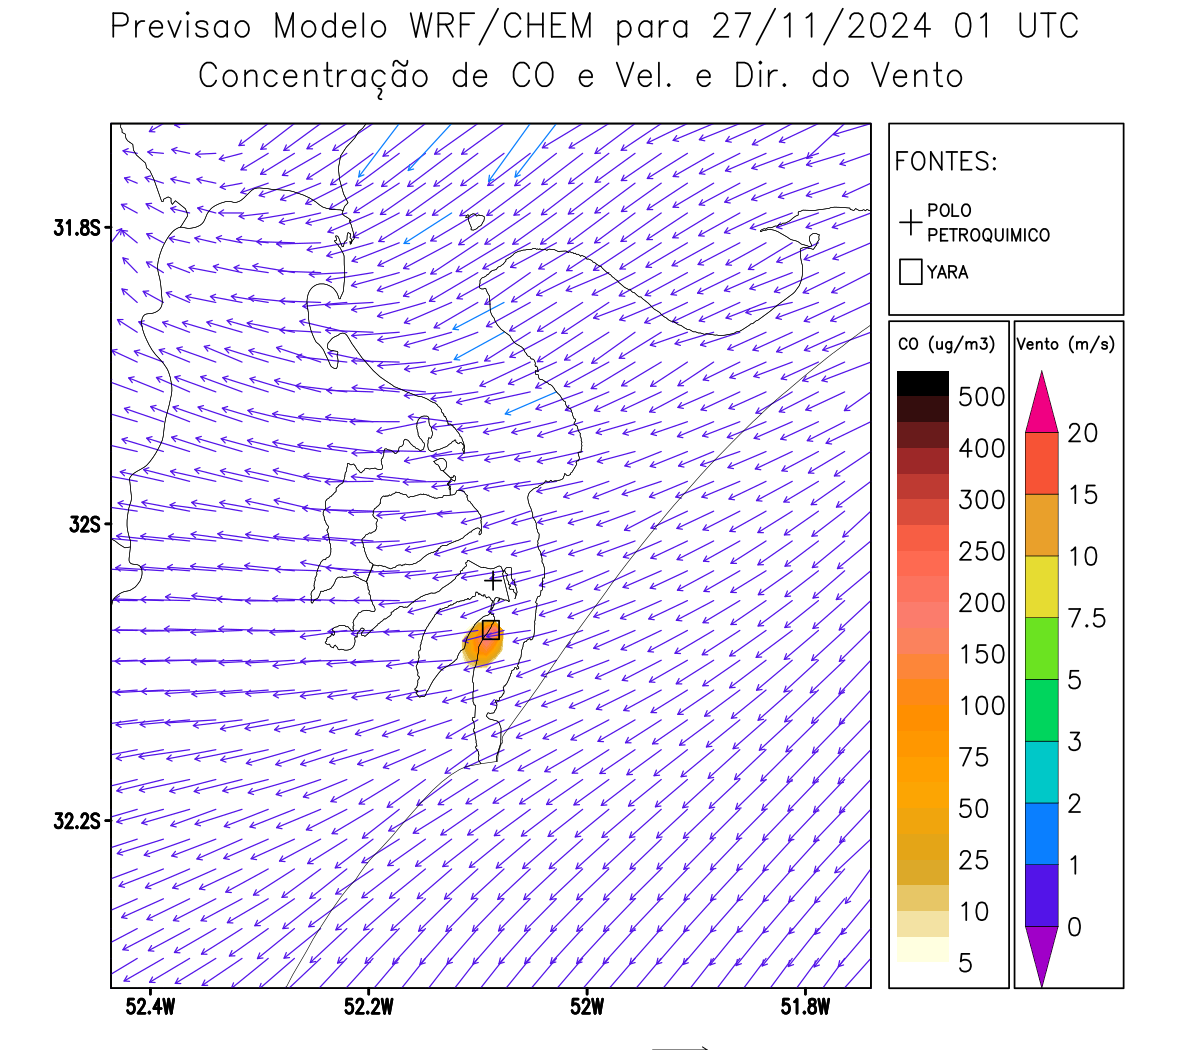 Previsao Modelo WRF/CHEM para 27/11/2024 01 UTC
Concentração de CO e Vel. e Dir. do Vento
FONTES:
POLO
PETROQUIMICO
YARA
CO (ug/m3)
500
400
300
250
200
150
100
75
50
25
10
5
Vento (m/s)
20
15
10
7.5
5
3
2
1
0
31.8S
32S
32.2S
52.4W
52.2W
52W
51.8W